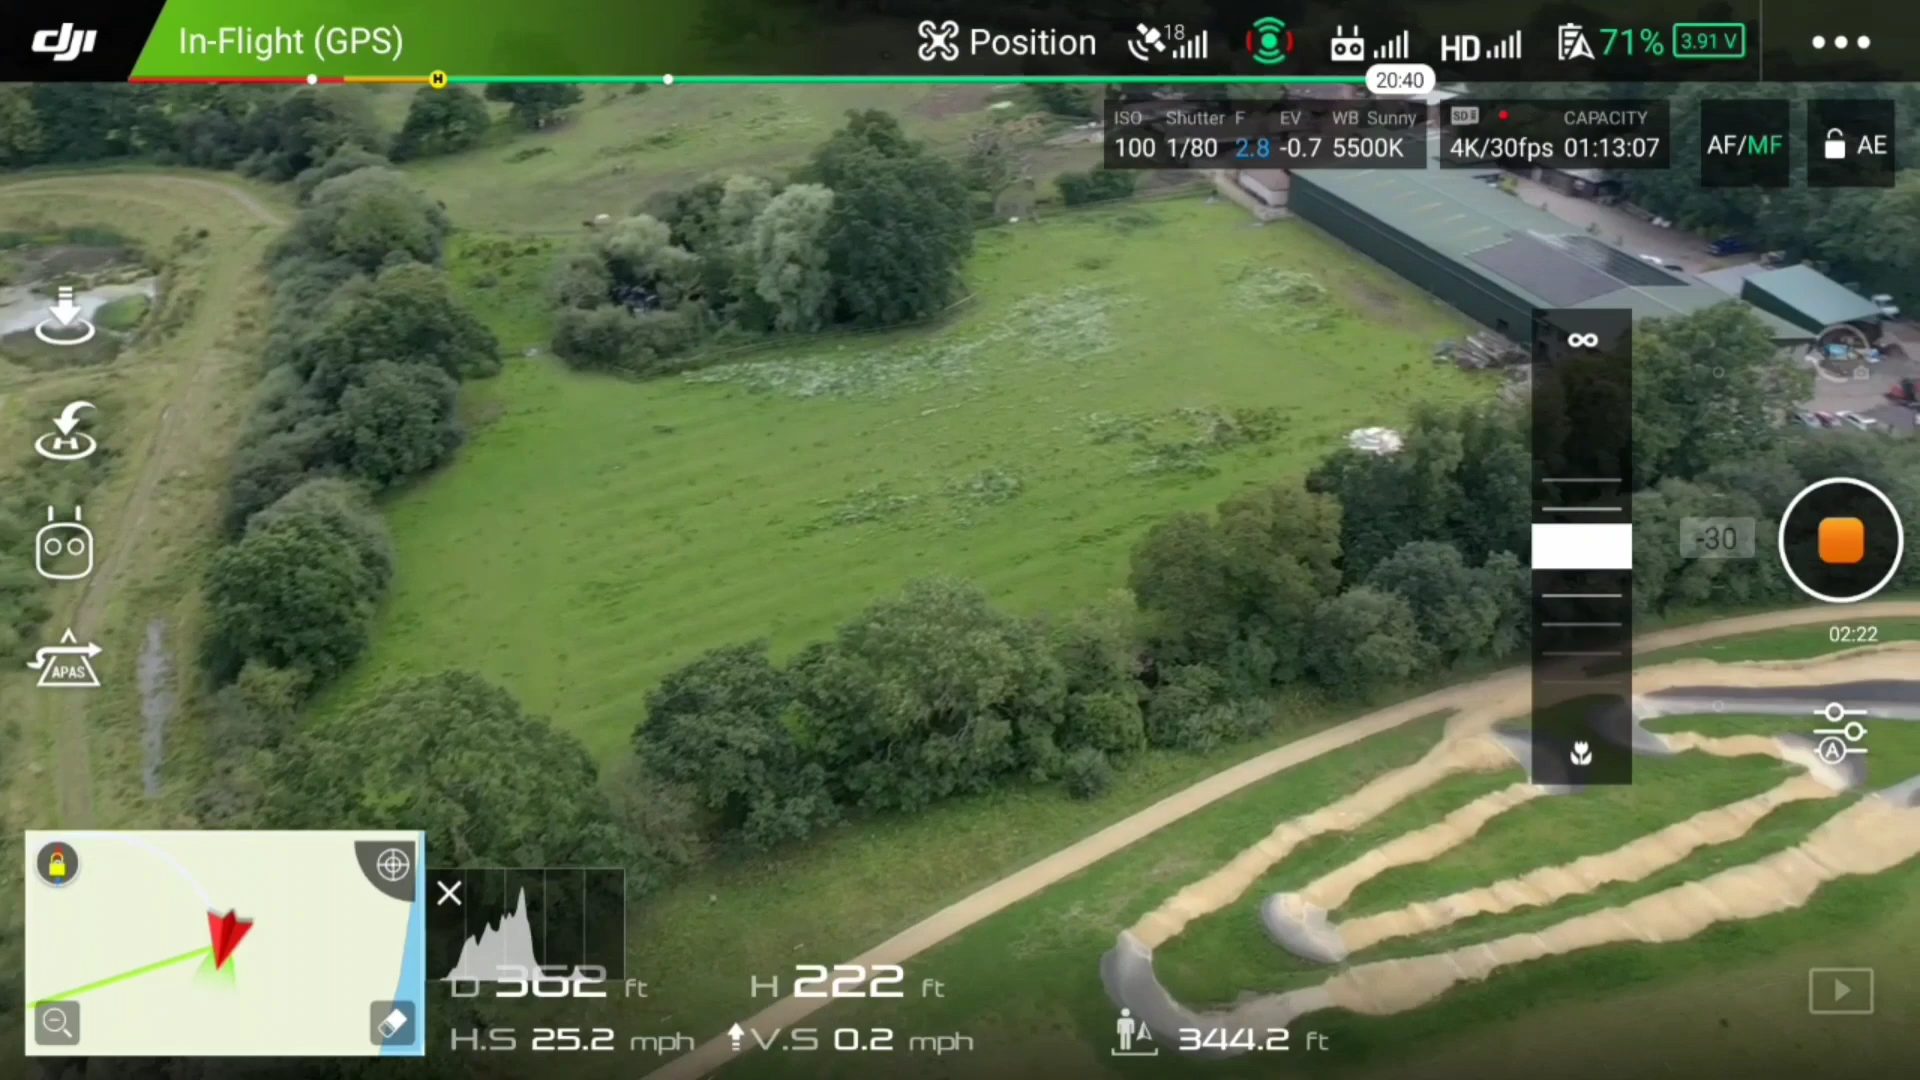 dji In-Flight (GPS) Position 18 HD 71% 3.91 V
20:40
ISO Shutter F EV WB Sunny
100 1/80 2.8 -0.7 5500K
SD CAPACITY
4K/30fps 01:13:07
AF/MF
AE
H
∞
-30
02:22
APAS
A
D 362 ft H 222 ft
H.S 25.2 mph V.S 0.2 mph 344.2 ft